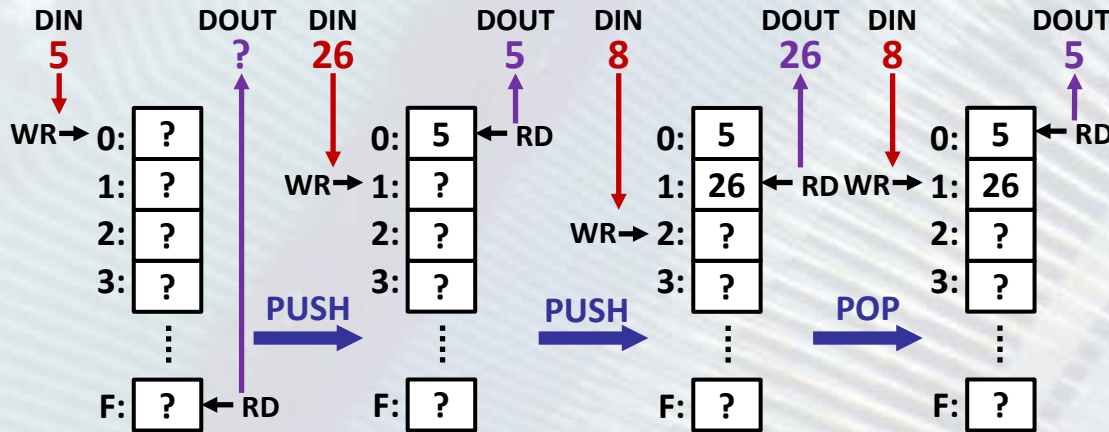 DIN DOUT DIN DOUT DIN DOUT DIN DOUT
5 ? 26 5 8 26 8 5
WR 0: ? 0: 5 RD 0: 5 0: 5 RD
1: ? WR 1: ? 1: 26 RD WR 1: 26
2: ? 2: ? WR 2: ? 2: ?
3: ? 3: ? 3: ? 3: ?
PUSH PUSH POP
F: ? RD F: ? F: ? F: ?